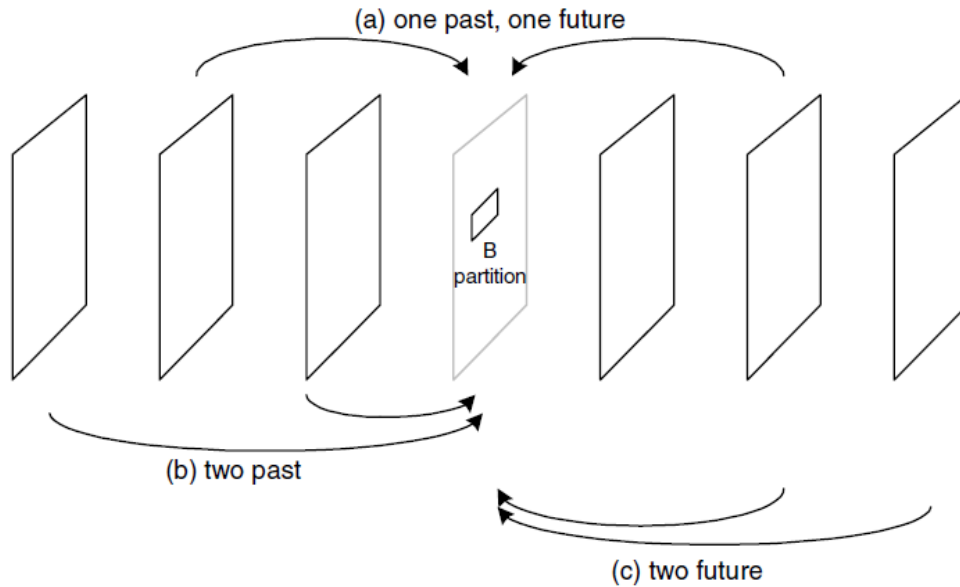 (a) one past, one future
B
partition
(b) two past
(c) two future